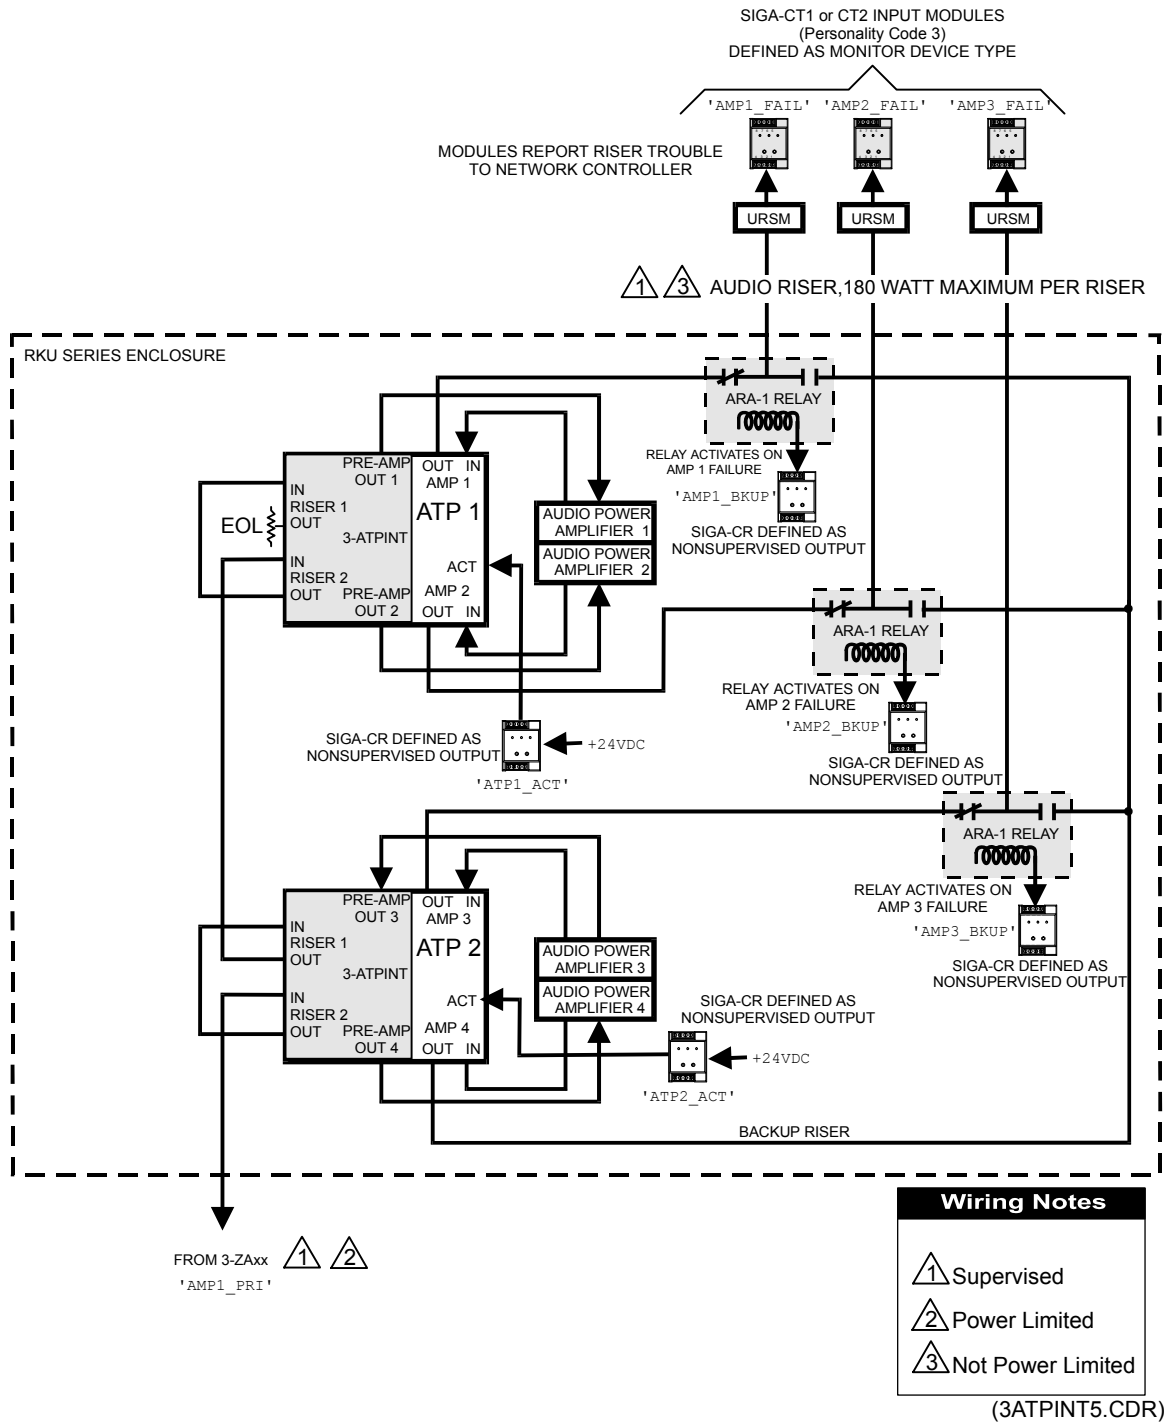 SIGA-CT1 or CT2 INPUT MODULES
(Personality Code 3)
DEFINED AS MONITOR DEVICE TYPE
'AMP1_FAIL' 'AMP2_FAIL' 'AMP3_FAIL'
MODULES REPORT RISER TROUBLE
TO NETWORK CONTROLLER
URSM URSM URSM
1 3 AUDIO RISER,180 WATT MAXIMUM PER RISER
RKU SERIES ENCLOSURE
ARA-1 RELAY
RELAY ACTIVATES ON
AMP 1 FAILURE
'AMP1_BKUP'
SIGA-CR DEFINED AS
NONSUPERVISED OUTPUT
PRE-AMP
OUT 1
OUT IN
AMP 1
ATP 1
IN
RISER 1
OUT
EOL
3-ATPINT
IN
RISER 2
OUT
PRE-AMP
OUT 2
ACT
AMP 2
OUT IN
AUDIO POWER
AMPLIFIER 1
AUDIO POWER
AMPLIFIER 2
ARA-1 RELAY
RELAY ACTIVATES ON
AMP 2 FAILURE
'AMP2_BKUP'
SIGA-CR DEFINED AS
NONSUPERVISED OUTPUT
SIGA-CR DEFINED AS
NONSUPERVISED OUTPUT
+24VDC
'ATP1_ACT'
ARA-1 RELAY
RELAY ACTIVATES ON
AMP 3 FAILURE
'AMP3_BKUP'
SIGA-CR DEFINED AS
NONSUPERVISED OUTPUT
PRE-AMP
OUT 3
OUT IN
AMP 3
ATP 2
IN
RISER 1
OUT
3-ATPINT
IN
RISER 2
OUT
PRE-AMP
OUT 4
ACT
AMP 4
OUT IN
AUDIO POWER
AMPLIFIER 3
AUDIO POWER
AMPLIFIER 4
SIGA-CR DEFINED AS
NONSUPERVISED OUTPUT
+24VDC
'ATP2_ACT'
BACKUP RISER
FROM 3-ZAxx 1 2
'AMP1_PRI'
Wiring Notes
1 Supervised
2 Power Limited
3 Not Power Limited
(3ATPINT5.CDR)